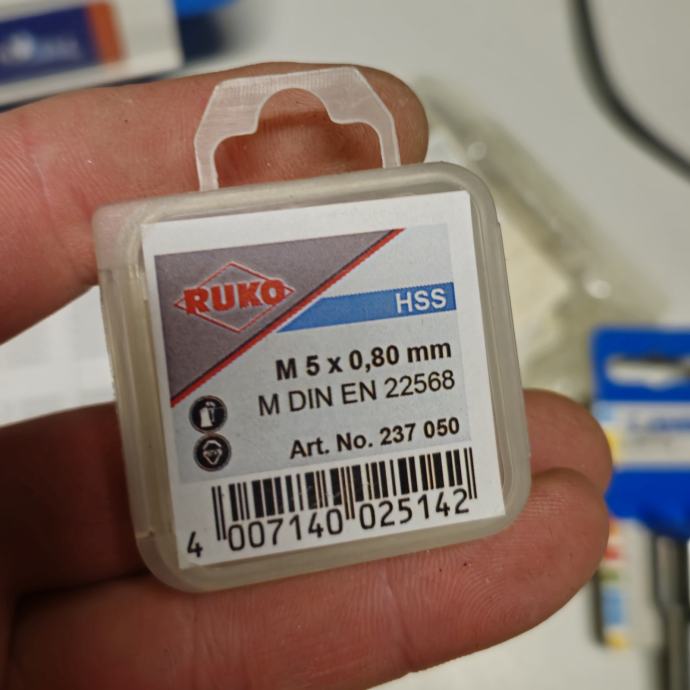 RUKO
HSS
M 5 x 0,80 mm
M DIN EN 22568
Art. No. 237 050
4 007140 025142